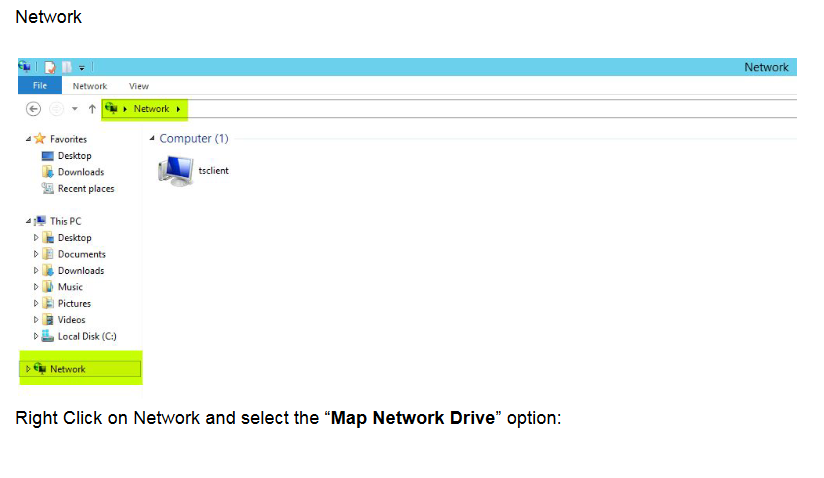 Network
Network
File Network View
Network
Favorites
Desktop
Downloads
Recent places
This PC
Desktop
Documents
Downloads
Music
Pictures
Videos
Local Disk (C:)
Network
Computer (1)
tsclient
Right Click on Network and select the “Map Network Drive” option: